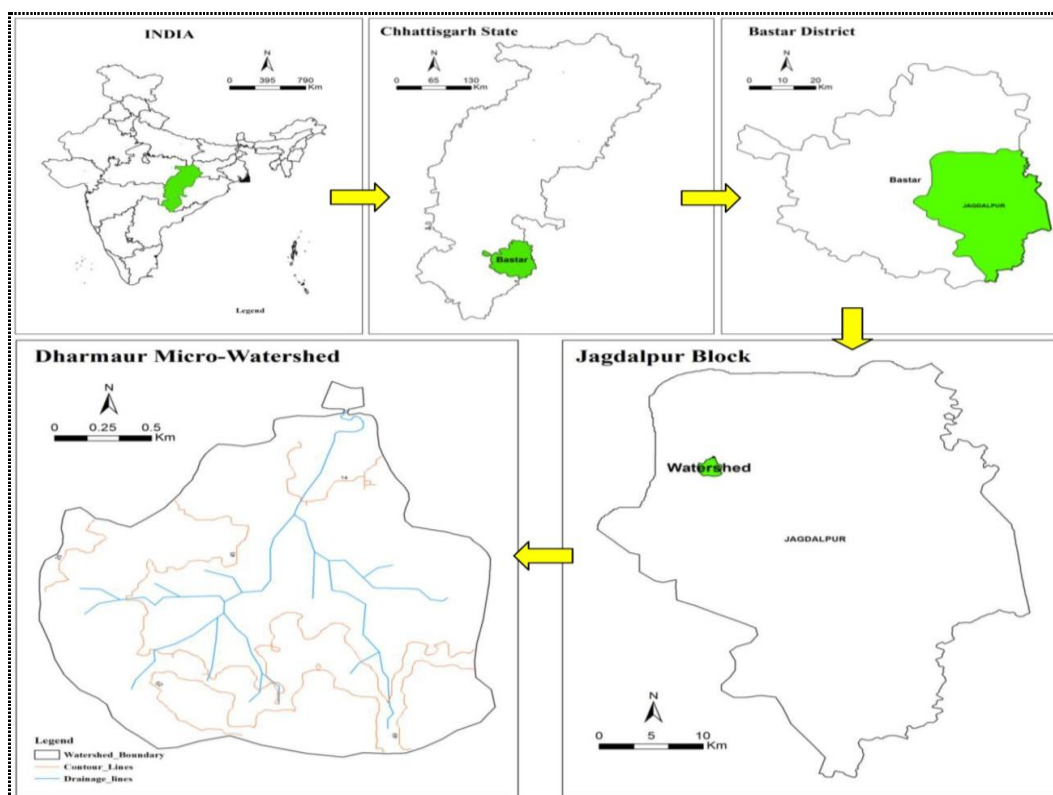 INDIA
N
0 395 790
Km
Legend
Chhattisgarh State
N
0 65 130
Km
Bastar
Bastar District
N
0 10 20
Km
Bastar
JAGDALPUR
Dharmaur Micro-Watershed
N
0 0.25 0.5
Km
14
Legend
Watershed_Boundary
Contour_Lines
Drainage_lines
Jagdalpur Block
Watershed
JAGDALPUR
N
0 5 10
Km